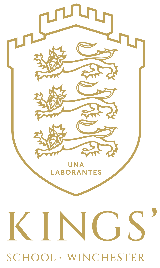 UNA
LABORANTES
KINGS'
SCHOOL · WINCHESTER